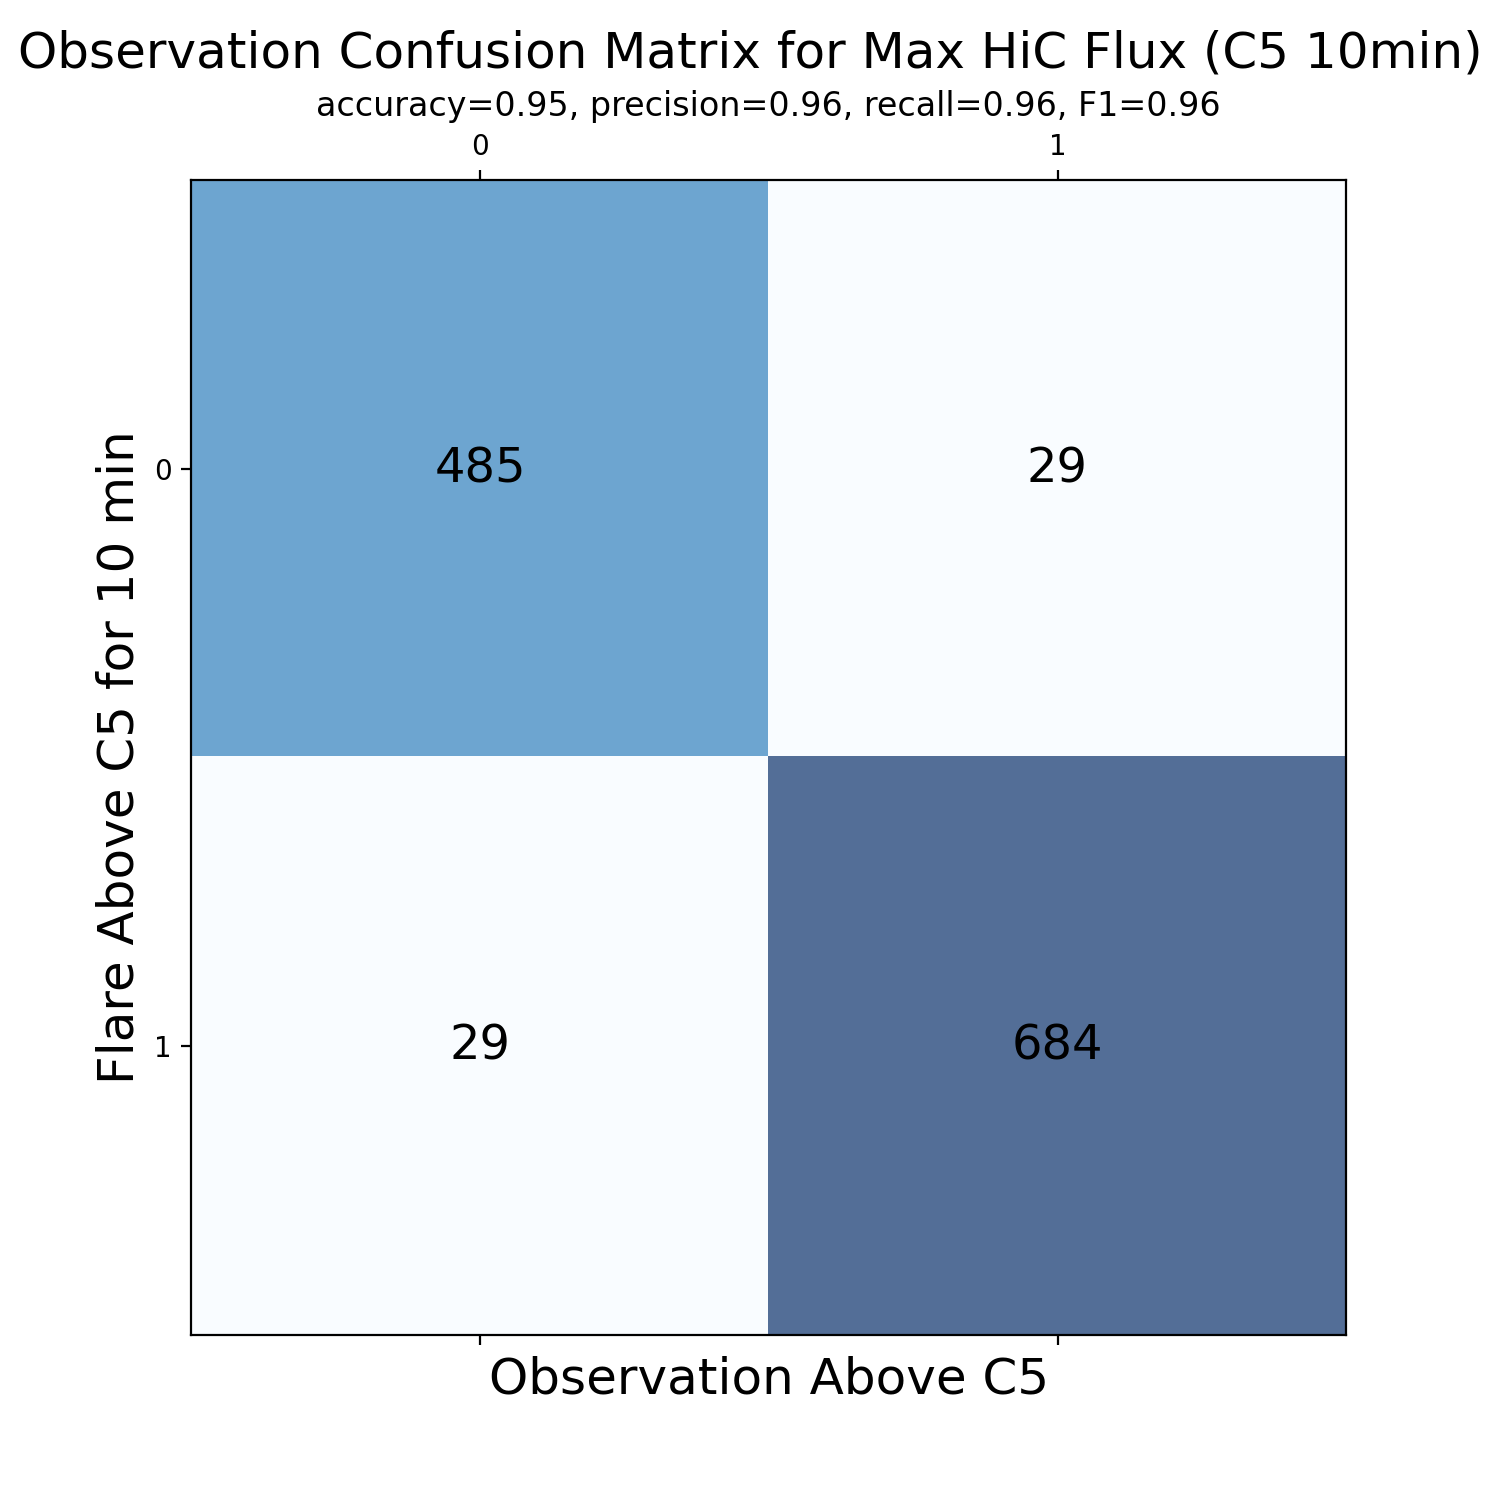 Observation Confusion Matrix for Max HiC Flux (C5 10min)
accuracy=0.95, precision=0.96, recall=0.96, F1=0.96
0 1
Flare Above C5 for 10 min
0
485 29
1
29 684
Observation Above C5